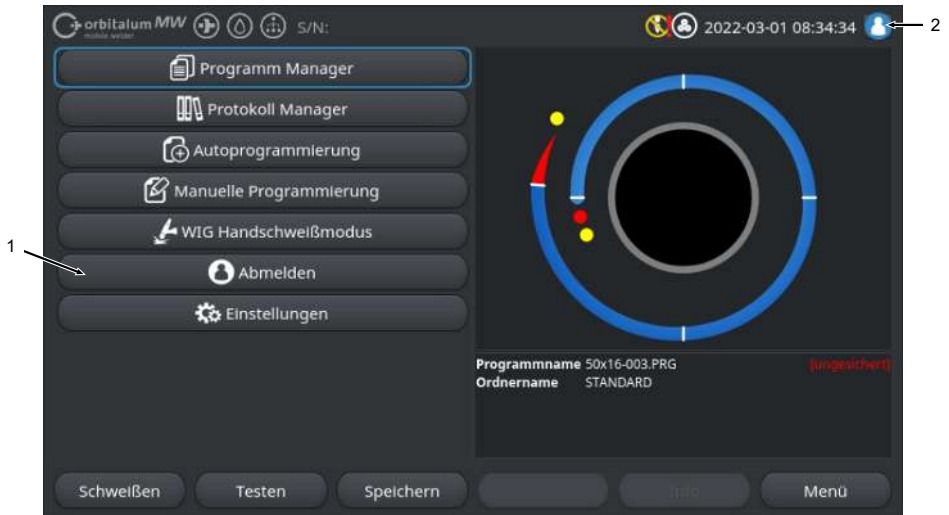 orbitalum MW
mobile welder
S/N:
2022-03-01 08:34:34
2
Programm Manager
Protokoll Manager
Autoprogrammierung
Manuelle Programmierung
WIG Handschweißmodus
1
Abmelden
Einstellungen
Programmname 50x16-003.PRG [ungesichert]
Ordnername STANDARD
Schweißen Testen Speichern Info Menü